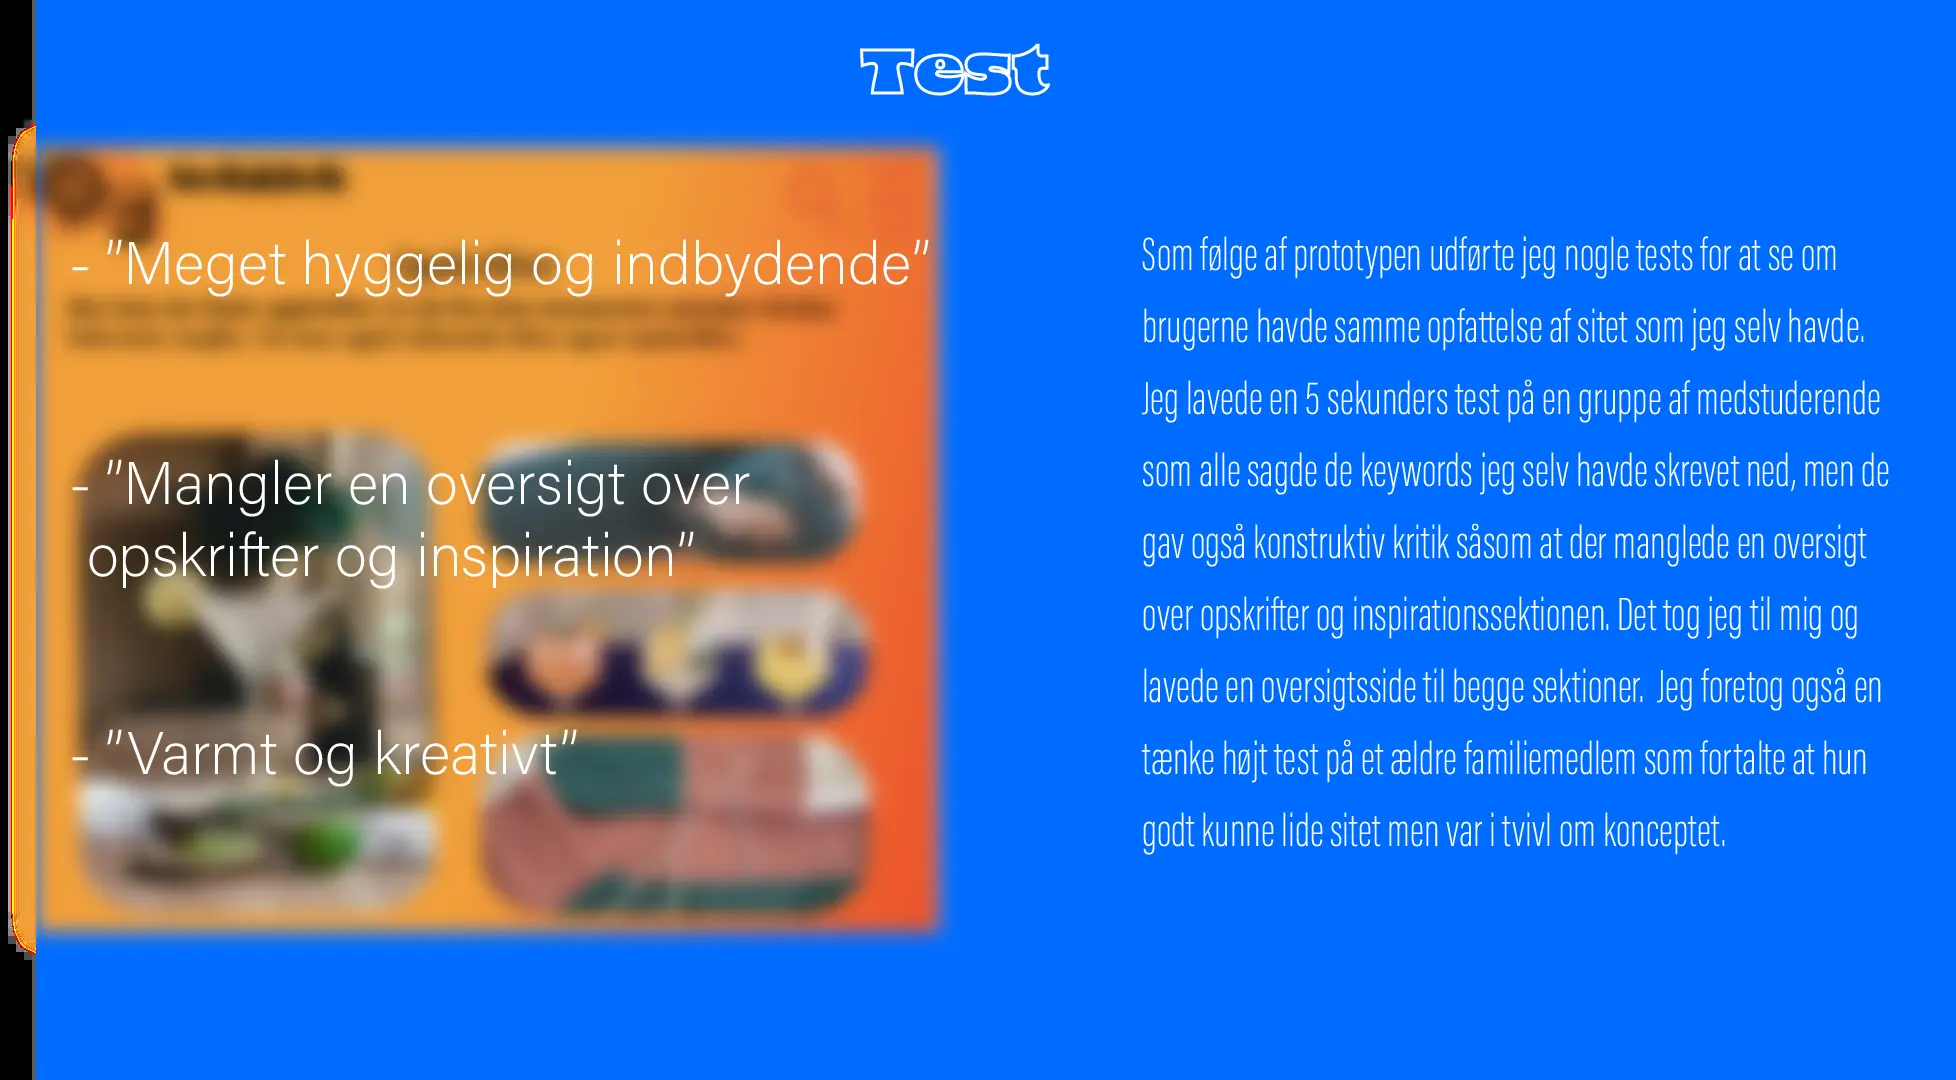 Test
- "Meget hyggelig og indbydende"
- "Mangler en oversigt over
opskrifter og inspiration"
- "Varmt og kreativt"
Som følge af prototypen udførte jeg nogle tests for at se om
brugerne havde samme opfattelse af sitet som jeg selv havde.
Jeg lavede en 5 sekunders test på en gruppe af medstuderende
som alle sagde de keywords jeg selv havde skrevet ned, men de
gav også konstruktiv kritik såsom at der manglede en oversigt
over opskrifter og inspirationssektionen. Det tog jeg til mig og
lavede en oversigtsside til begge sektioner. Jeg foretog også en
tænke højt test på et ældre familiemedlem som fortalte at hun
godt kunne lide sitet men var i tvivl om konceptet.